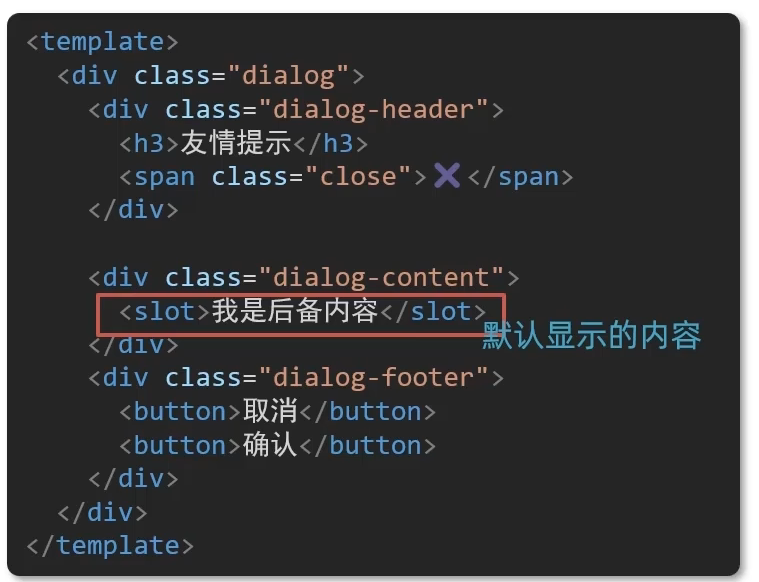 <template>
  <div class="dialog">
    <div class="dialog-header">
      <h3>友情提示</h3>
      <span class="close">✖️</span>
    </div>

    <div class="dialog-content">
      <slot>我是后备内容</slot>
默认显示的内容
    </div>
    <div class="dialog-footer">
      <button>取消</button>
      <button>确认</button>
    </div>
  </div>
</template>